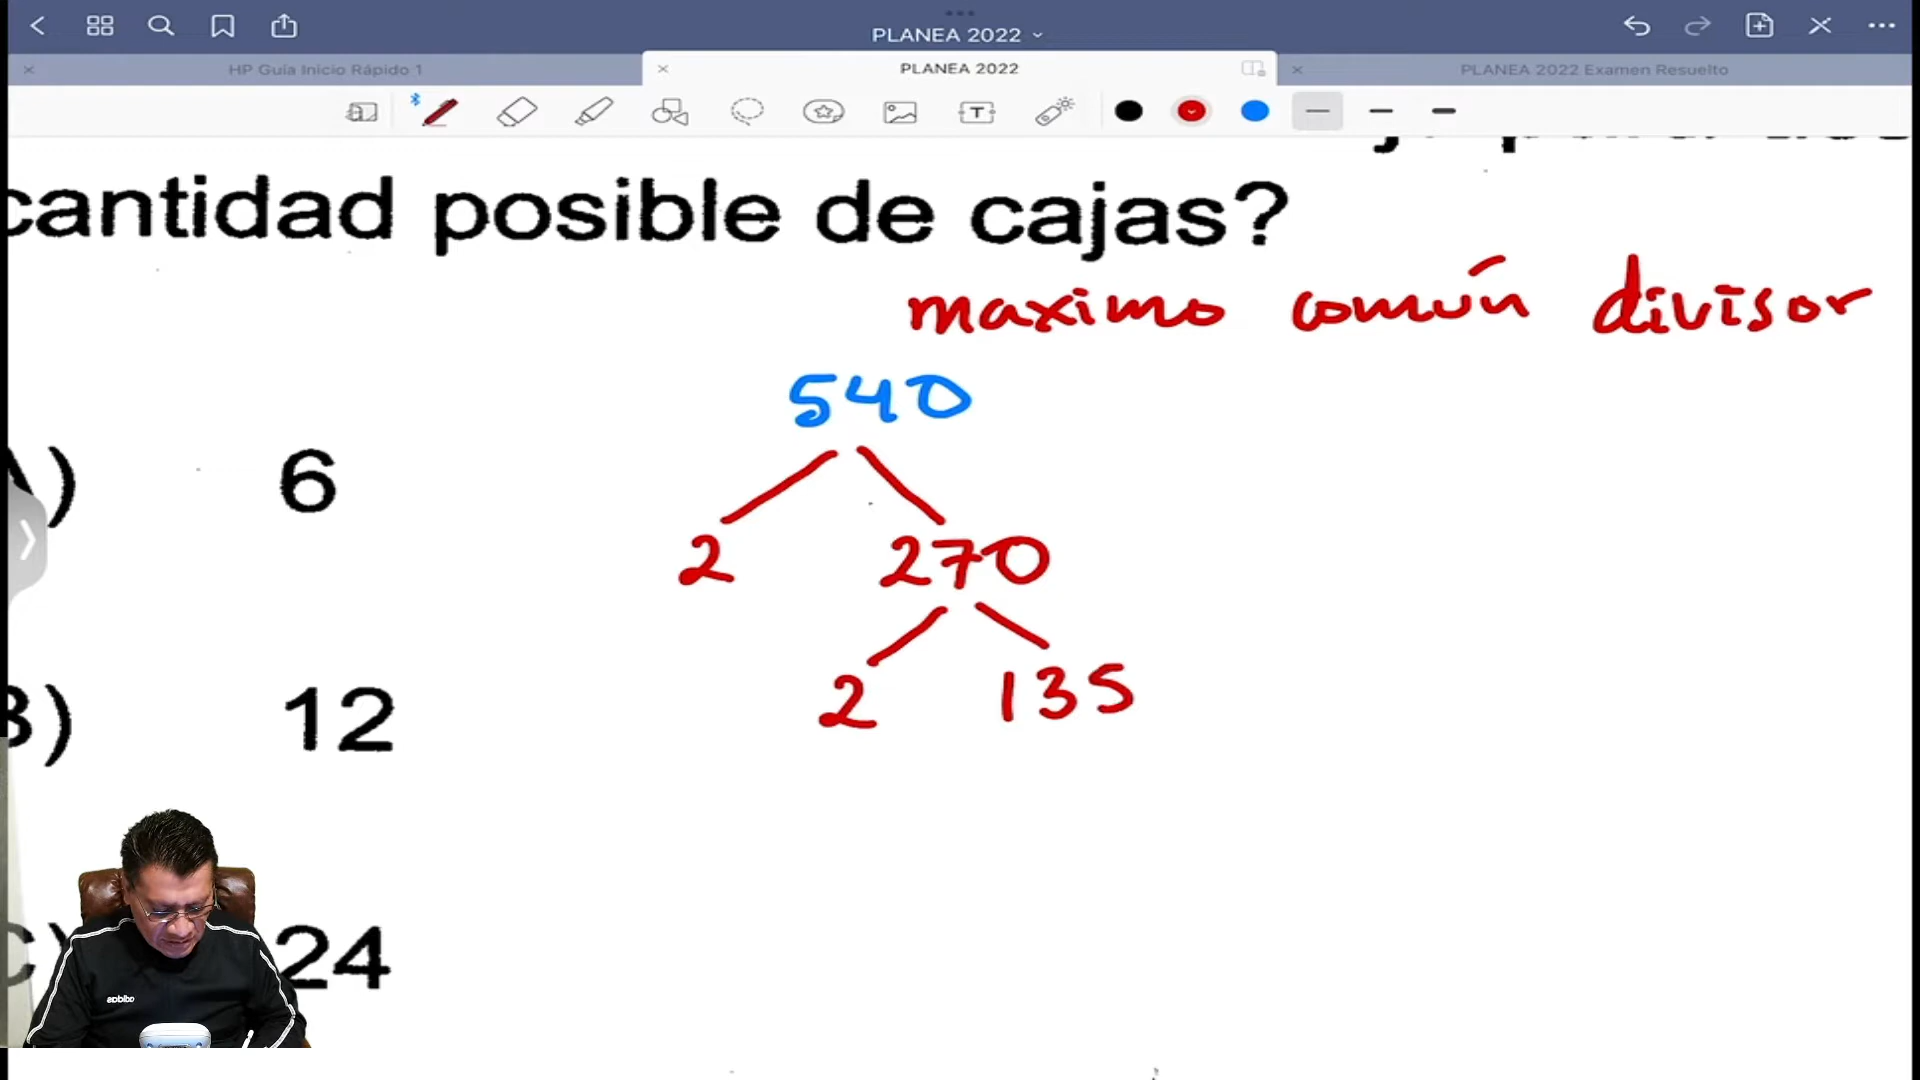 PLANEA 2022
HP Guía Inicio Rápido 1
PLANEA 2022
PLANEA 2022 Examen Resuelto
cantidad posible de cajas?
maximo común divisor
540
A) 6
2 270
2 135
B) 12
C) 24